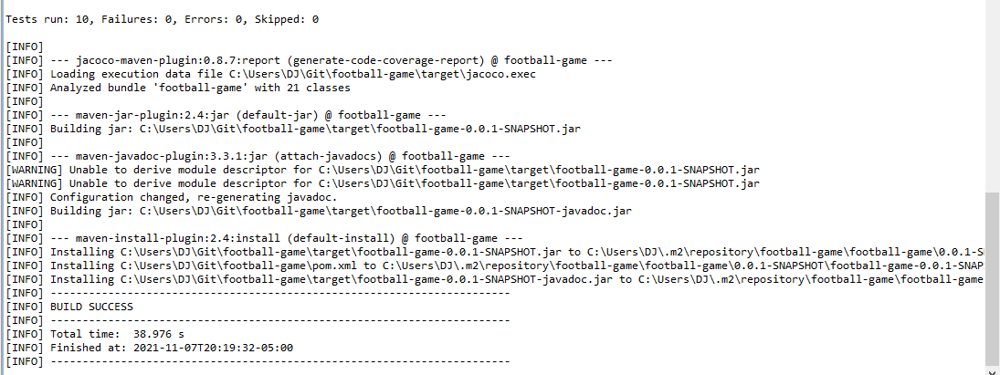 Tests run: 10, Failures: 0, Errors: 0, Skipped: 0
[INFO]
[INFO] --- jacoco-maven-plugin:0.8.7:report (generate-code-coverage-report) @ football-game ---
[INFO] Loading execution data file C:\Users\DJ\Git\football-game\target\jacoco.exec
[INFO] Analyzed bundle 'football-game' with 21 classes
[INFO]
[INFO] --- maven-jar-plugin:2.4:jar (default-jar) @ football-game ---
[INFO] Building jar: C:\Users\DJ\Git\football-game\target\football-game-0.0.1-SNAPSHOT.jar
[INFO]
[INFO] --- maven-javadoc-plugin:3.3.1:jar (attach-javadocs) @ football-game ---
[WARNING] Unable to derive module descriptor for C:\Users\DJ\Git\football-game\target\football-game-0.0.1-SNAPSHOT.jar
[WARNING] Unable to derive module descriptor for C:\Users\DJ\Git\football-game\target\football-game-0.0.1-SNAPSHOT.jar
[INFO] Configuration changed, re-generating javadoc.
[INFO] Building jar: C:\Users\DJ\Git\football-game\target\football-game-0.0.1-SNAPSHOT-javadoc.jar
[INFO]
[INFO] --- maven-install-plugin:2.4:install (default-install) @ football-game ---
[INFO] Installing C:\Users\DJ\Git\football-game\target\football-game-0.0.1-SNAPSHOT.jar to C:\Users\DJ\.m2\repository\football-game\football-game\0.0.1-S
[INFO] Installing C:\Users\DJ\Git\football-game\pom.xml to C:\Users\DJ\.m2\repository\football-game\football-game\0.0.1-SNAPSHOT\football-game-0.0.1-SNAP
[INFO] Installing C:\Users\DJ\Git\football-game\target\football-game-0.0.1-SNAPSHOT-javadoc.jar to C:\Users\DJ\.m2\repository\football-game\football-game
[INFO] ------------------------------------------------------------------------
[INFO] BUILD SUCCESS
[INFO] ------------------------------------------------------------------------
[INFO] Total time:  38.976 s
[INFO] Finished at: 2021-11-07T20:19:32-05:00
[INFO] ------------------------------------------------------------------------